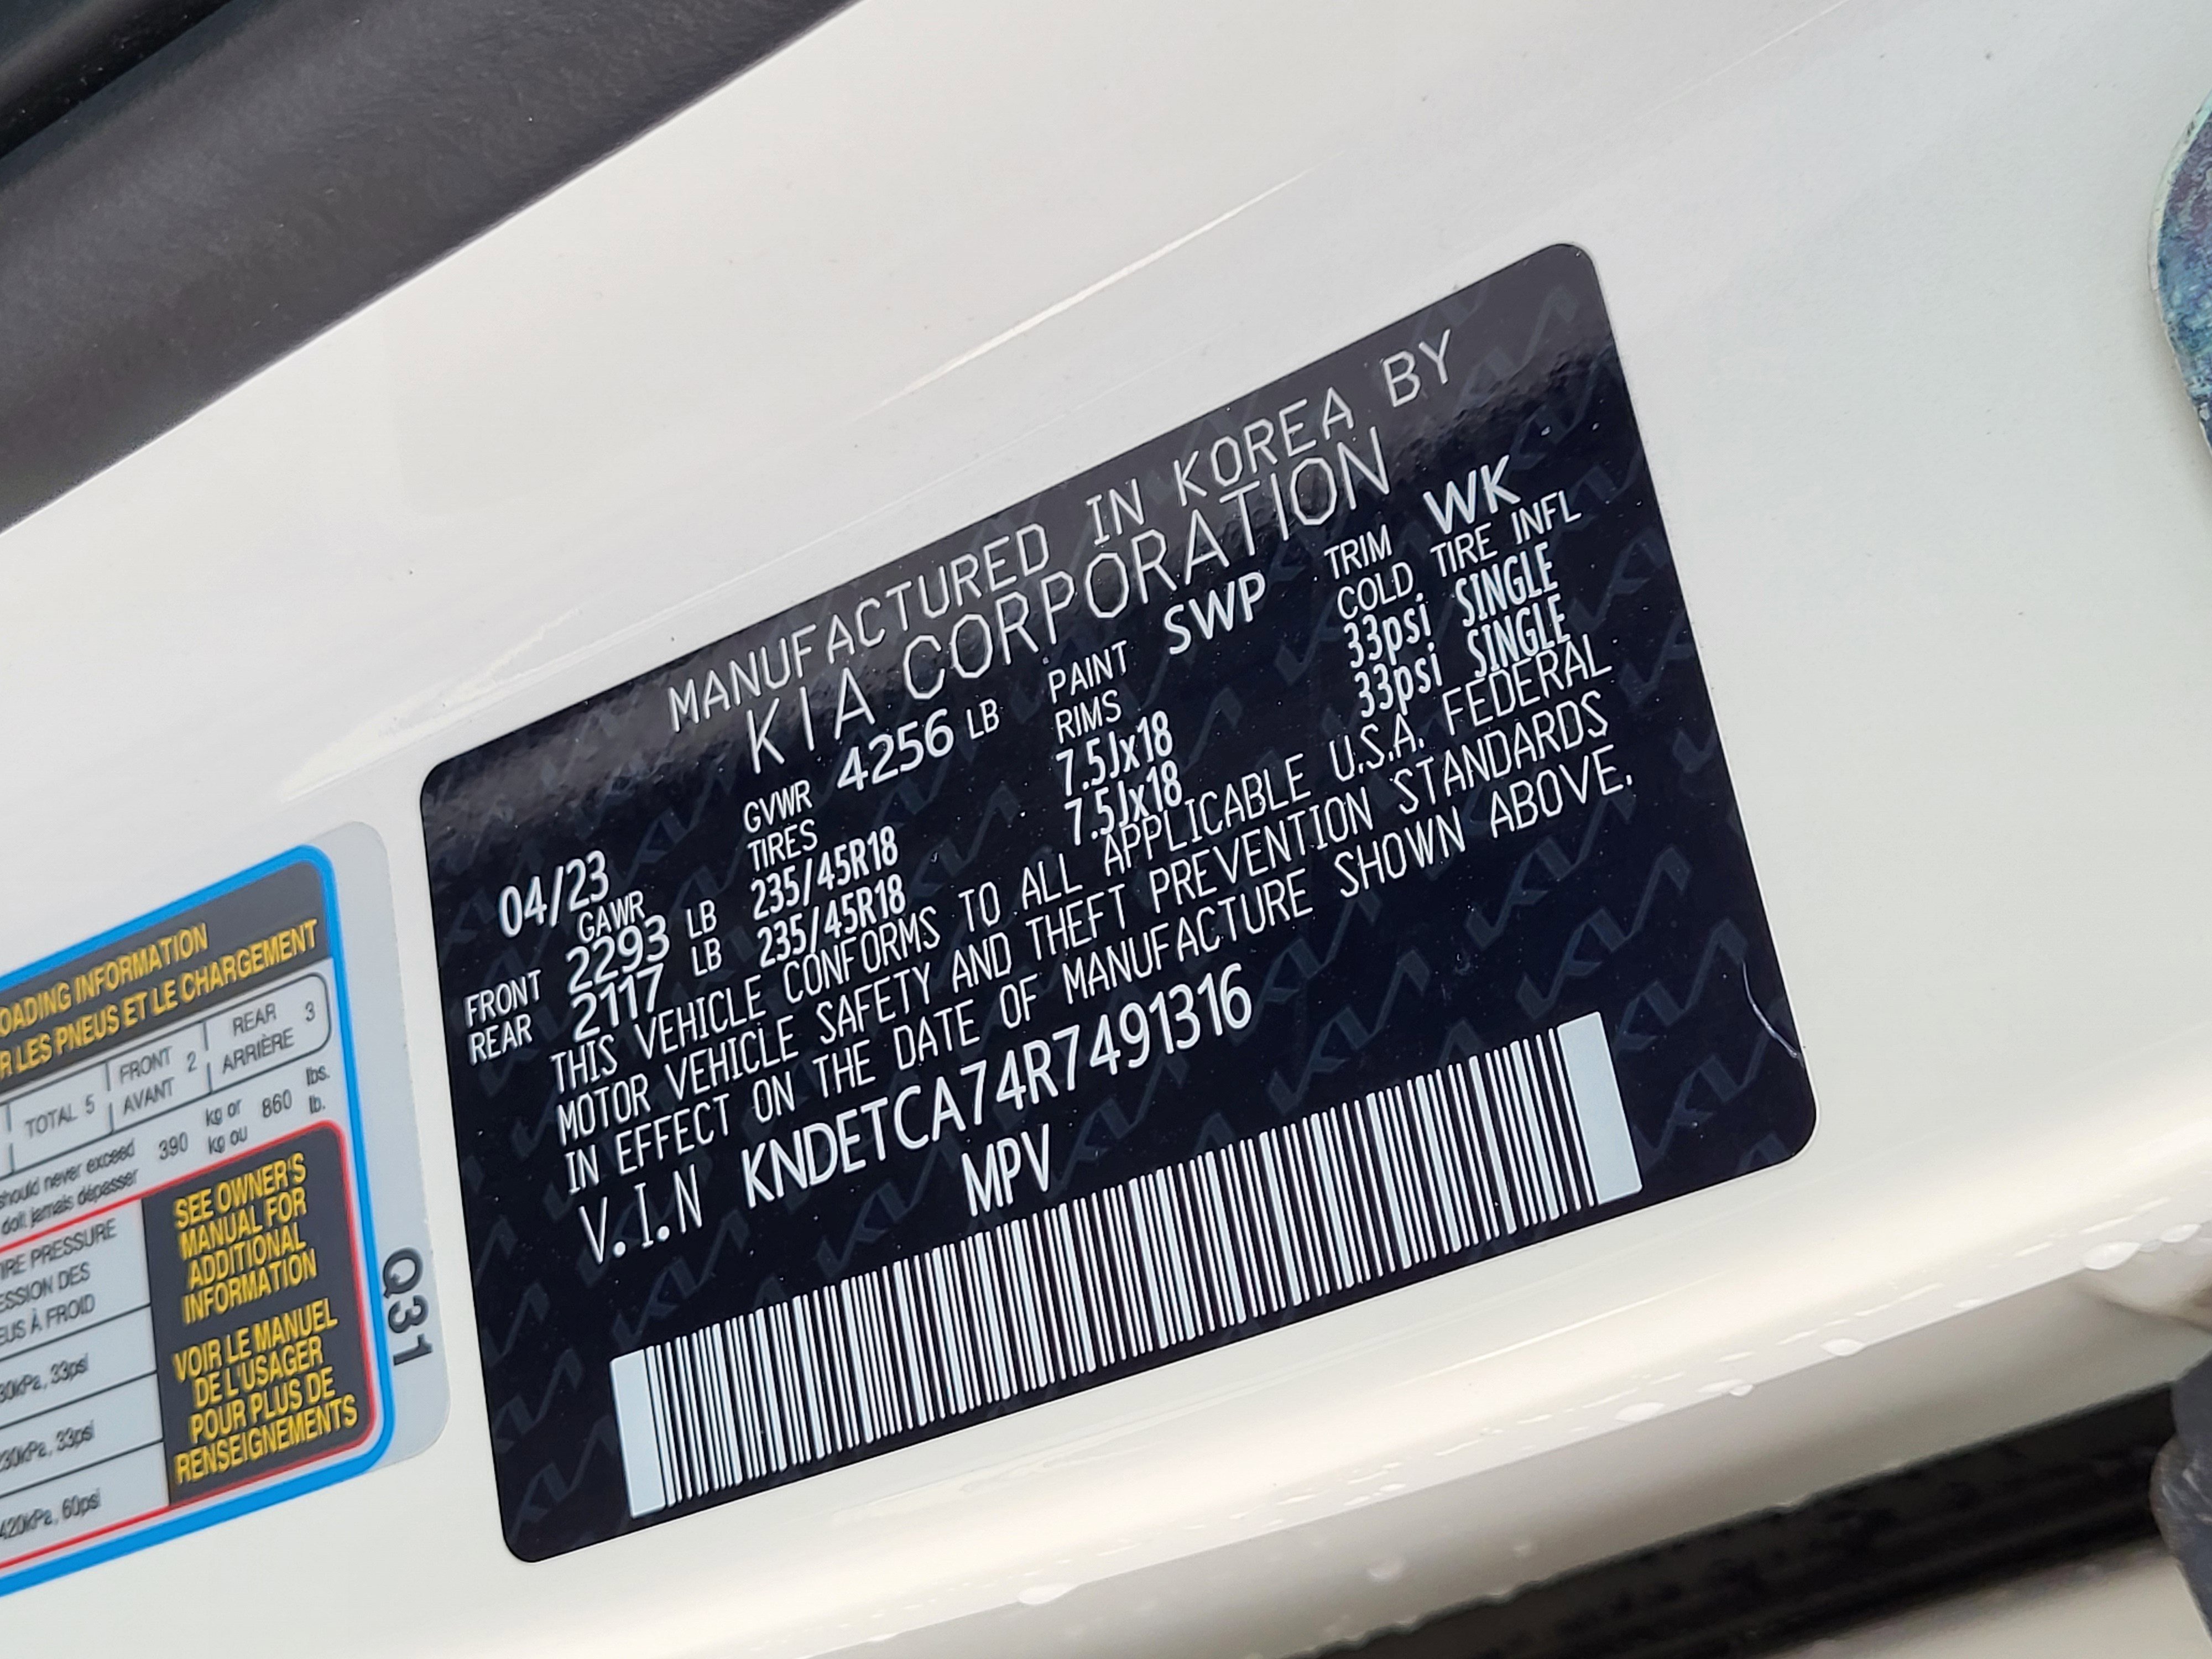 MANUFACTURED IN KOREA BY
KIA CORPORATION
04/23 GVWR 4256 LB PAINT SWP TRIM WK
GAWR TIRES RIMS COLD TIRE INFL
FRONT 2293 LB 235/45R18 7.5Jx18 33psi SINGLE
REAR 2117 LB 235/45R18 7.5Jx18 33psi SINGLE
THIS VEHICLE CONFORMS TO ALL APPLICABLE U.S.A. FEDERAL
MOTOR VEHICLE SAFETY AND THEFT PREVENTION STANDARDS
IN EFFECT ON THE DATE OF MANUFACTURE SHOWN ABOVE.
V.I.N KNDETCA74R7491316
MPV
OADING INFORMATION
R LES PNEUS ET LE CHARGEMENT
TOTAL 5 FRONT AVANT 2 REAR ARRIÈRE 3
should never exceed 390 kg or 860 lbs.
doit jamais dépasser kg ou lb.
IRE PRESSURE
ESSION DES
EUS À FROID
30kPa, 33psi
230kPa, 33psi
420kPa, 60psi
SEE OWNER'S
MANUAL FOR
ADDITIONAL
INFORMATION
VOIR LE MANUEL
DE L'USAGER
POUR PLUS DE
RENSEIGNEMENTS
Q31